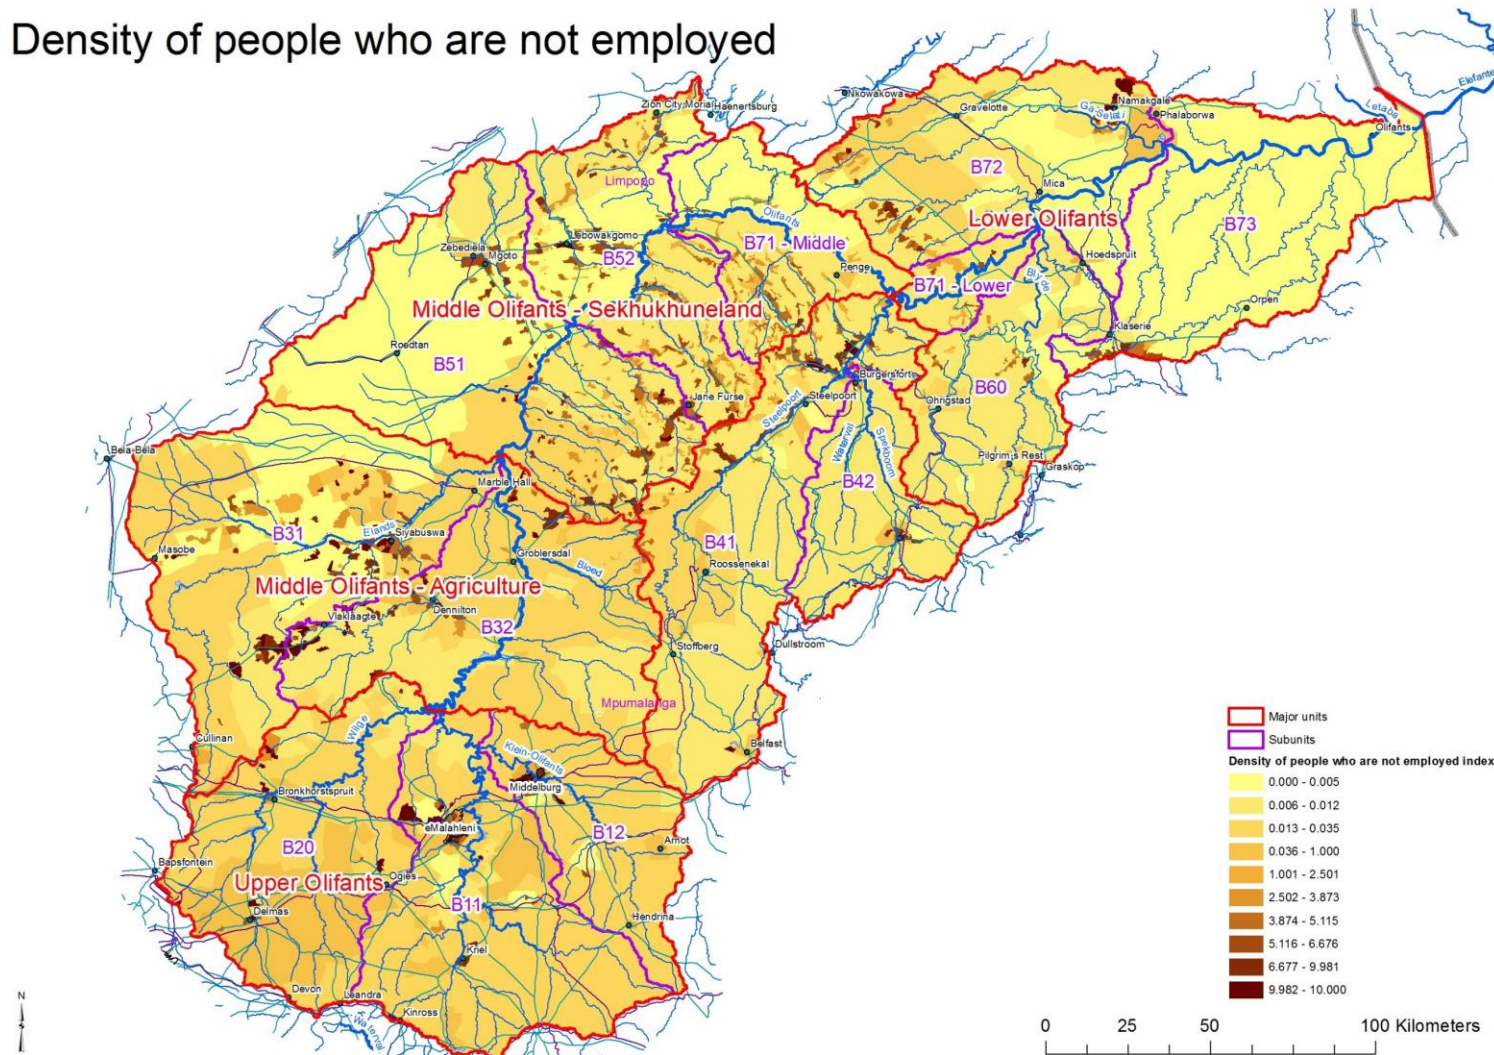 Density of people who are not employed
Elefante
Letaba
Olifants
Nkowakowa
Zion City Moria
Haenertsburg
Gravelotte
Namakgale
Ga-Selati
Phalaborwa
Limpopo
B72
Mica
Lower Olifants
B73
Olifants
Lebowakgomo
Zebediela
Mgoto
B52
B71 - Middle
Penge
Hoedspruit
B71 - Lower
Blyde
Middle Olifants - Sekhukhuneland
Orpen
Klaserie
Roedtan
B51
Burgersfort
B60
Jane Furse
Steelpoort
Steelpoort
Ohrigstad
Waterval
Spekboom
Bela-Bela
Pilgrim's Rest
Graskop
Marble Hall
B42
B31
Elands
Siyabuswa
Masobe
B41
Groblersdal
Bloed
Roossenekal
Middle Olifants - Agriculture
Dennilton
Vlaklaagte
B32
Stoffberg
Dullstroom
Mpumalanga
Wilge
Cullinan
Belfast
Klein-Olifants
Bronkhorstspruit
Middelburg
eMalahleni
B12
B20
Arnot
Bapsfontein
Upper Olifants
Ogies
B11
Delmas
Hendrina
Kriel
Devon
Leandra
Kinross
Waterval
Major units
Subunits
Density of people who are not employed index
0.000 - 0.005
0.006 - 0.012
0.013 - 0.035
0.036 - 1.000
1.001 - 2.501
2.502 - 3.873
3.874 - 5.115
5.116 - 6.676
6.677 - 9.981
9.982 - 10.000
N
0 25 50 100 Kilometers